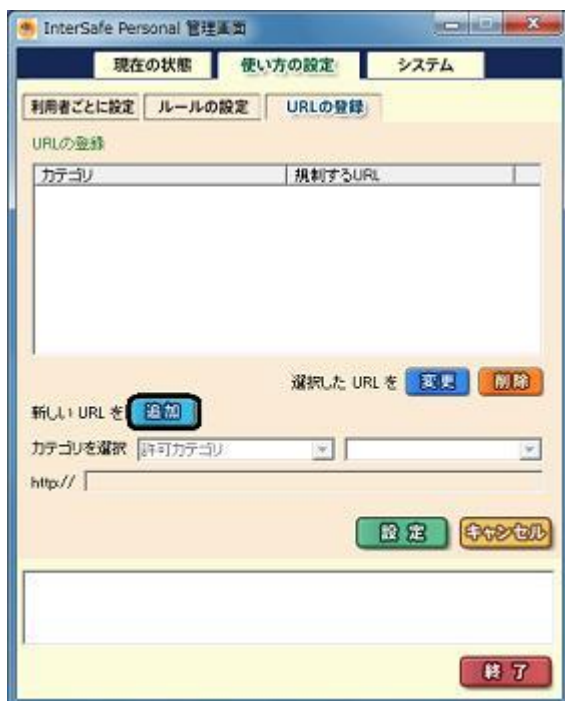 InterSafe Personal 管理画面
現在の状態 使い方の設定 システム
利用者ごとに設定 ルールの設定 URLの登録
URLの登録
カテゴリ 規制するURL
選択した URL を 変更 削除
新しい URL を 追加
カテゴリを選択 許可カテゴリ
http://
設定 キャンセル
終了